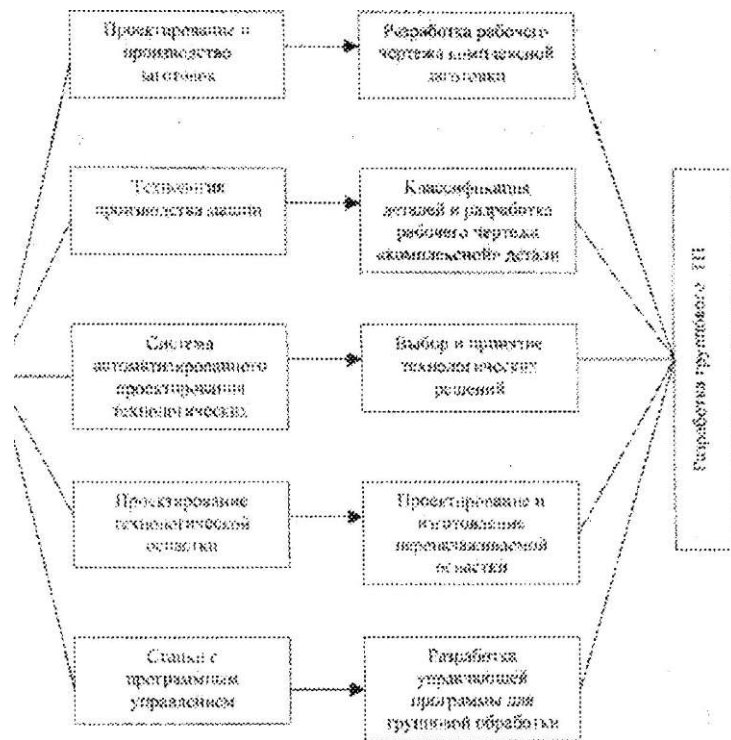 Проектирование и
производство
заготовок
Разработка рабочего
чертежа комплексной
заготовки
Технология
производства машин
Классификация
деталей и разработка
рабочего чертежа
«комплексной» детали
Система
автоматизированного
проектирования
технологических
Выбор и принятие
технологических
решений
Проектирование
технологической
оснастки
Проектирование и
изготовление
переналаживаемой
оснастки
Станки с
программным
управлением
Разработка
управляющей
программы для
групповой обработки
Разработка группового ТП